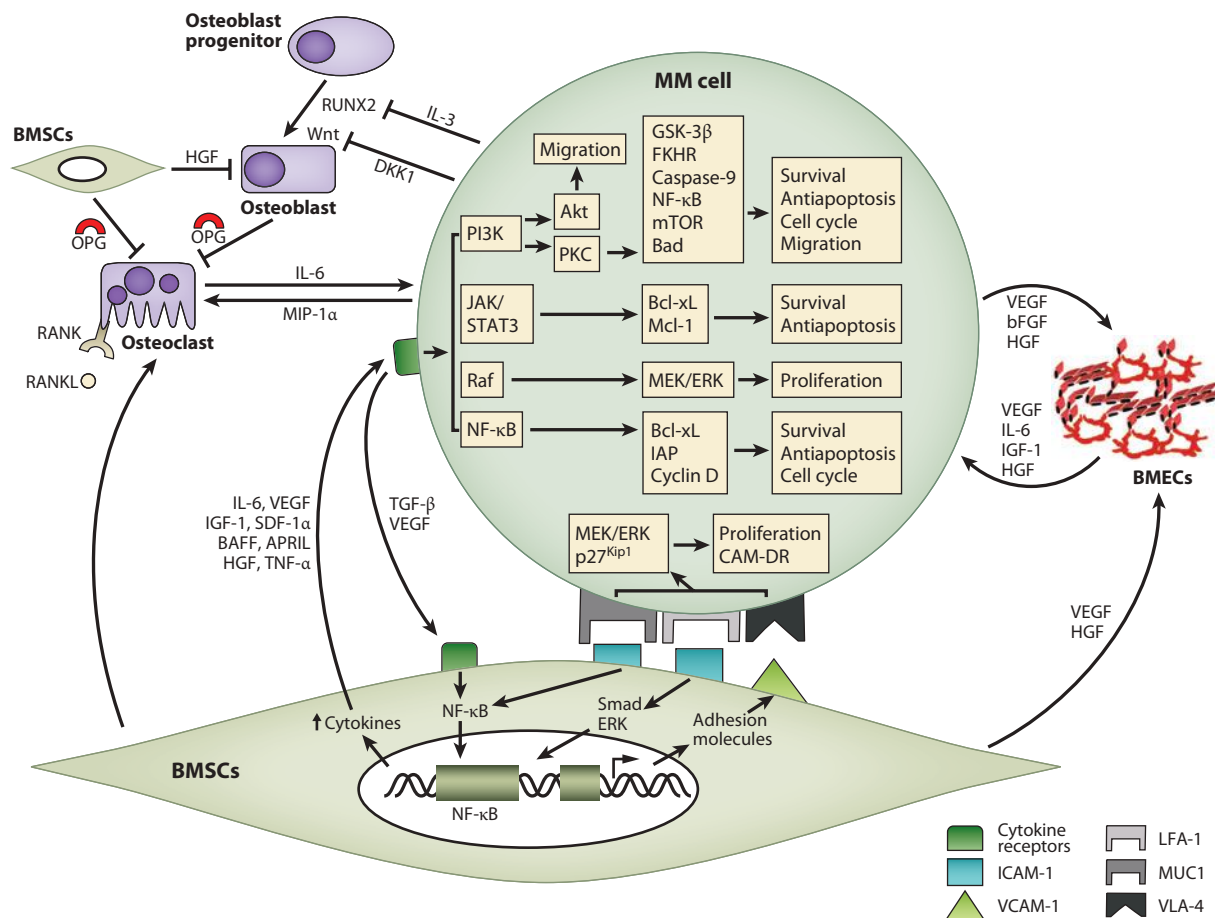 Osteoblast
progenitor
MM cell
RUNX2
IL-3
BMSCs
Wnt
HGF
DKK1
Osteoblast
OPG
OPG
IL-6
MIP-1α
RANK
Osteoclast
RANKL
Migration
GSK-3β
FKHR
Caspase-9
NF-κB
mTOR
Bad
Survival
Antiapoptosis
Cell cycle
Migration
PI3K
Akt
PKC
JAK/
STAT3
Bcl-xL
Mcl-1
Survival
Antiapoptosis
Raf
MEK/ERK
Proliferation
NF-κB
Bcl-xL
IAP
Cyclin D
Survival
Antiapoptosis
Cell cycle
MEK/ERK
p27Kip1
Proliferation
CAM-DR
VEGF
bFGF
HGF
VEGF
IL-6
IGF-1
HGF
BMECs
IL-6, VEGF
IGF-1, SDF-1α
BAFF, APRIL
HGF, TNF-α
TGF-β
VEGF
VEGF
HGF
Cytokines
NF-κB
Smad
ERK
Adhesion
molecules
BMSCs
NF-κB
Cytokine
receptors
ICAM-1
VCAM-1
LFA-1
MUC1
VLA-4